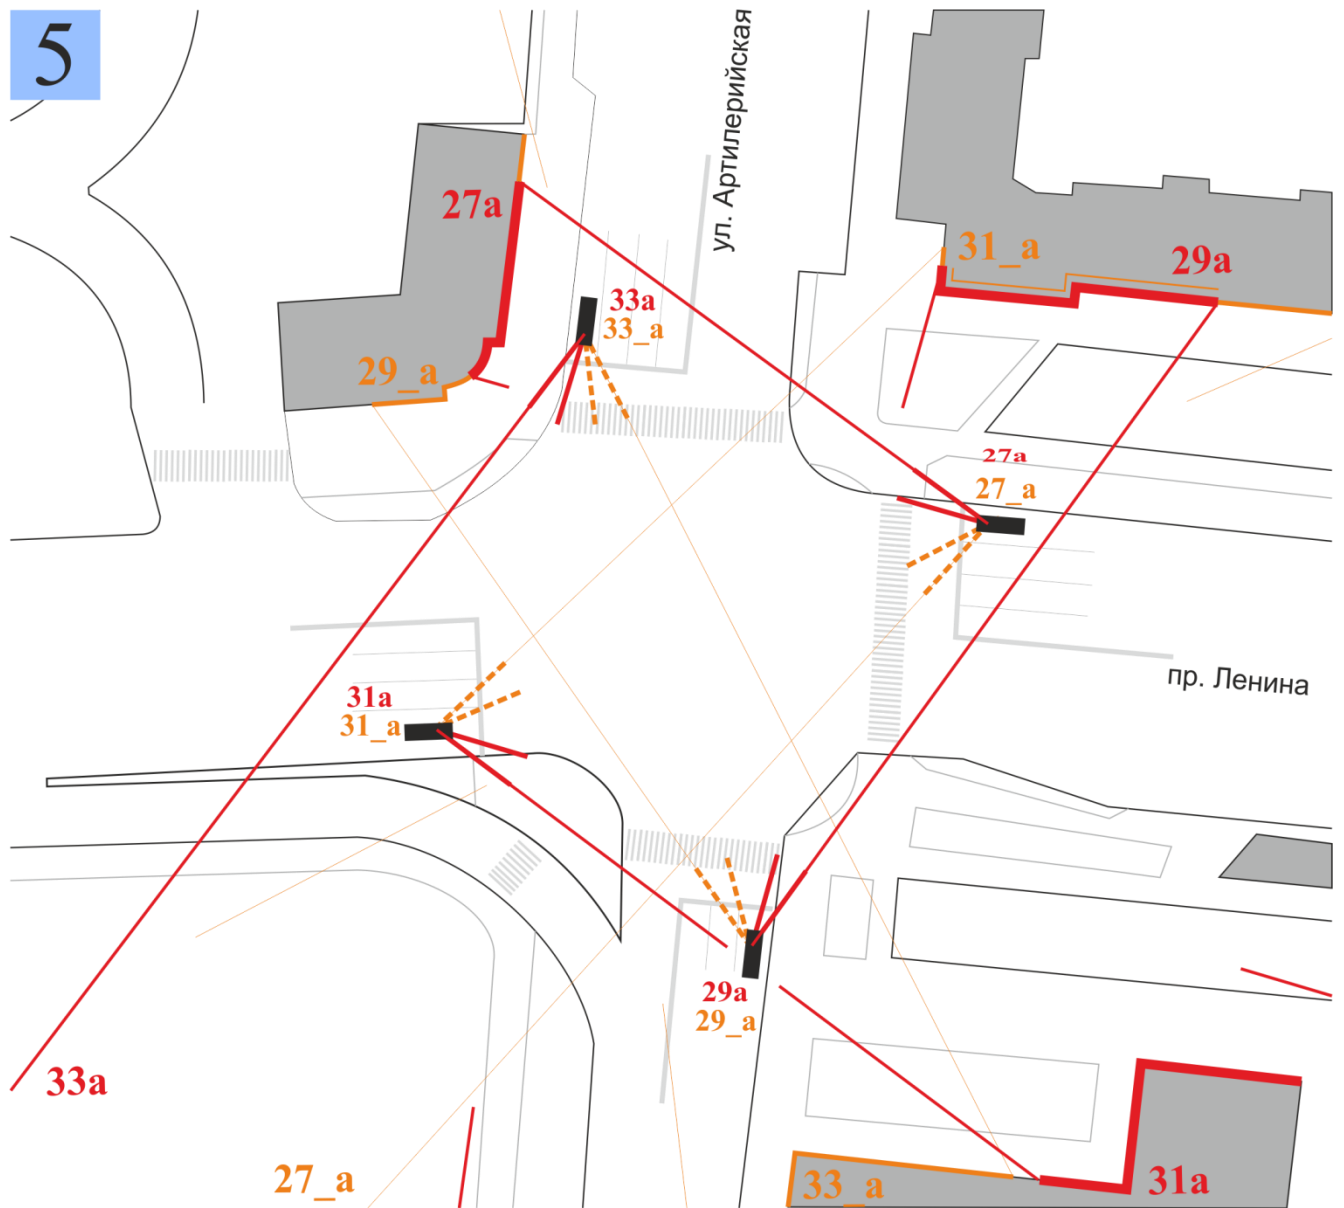 5
ул. Артилерийская
27а
31_а
29а
33а
33_а
29_а
27а
27_а
пр. Ленина
31а
31_а
29а
29_а
33а
27_а
33_а
31а